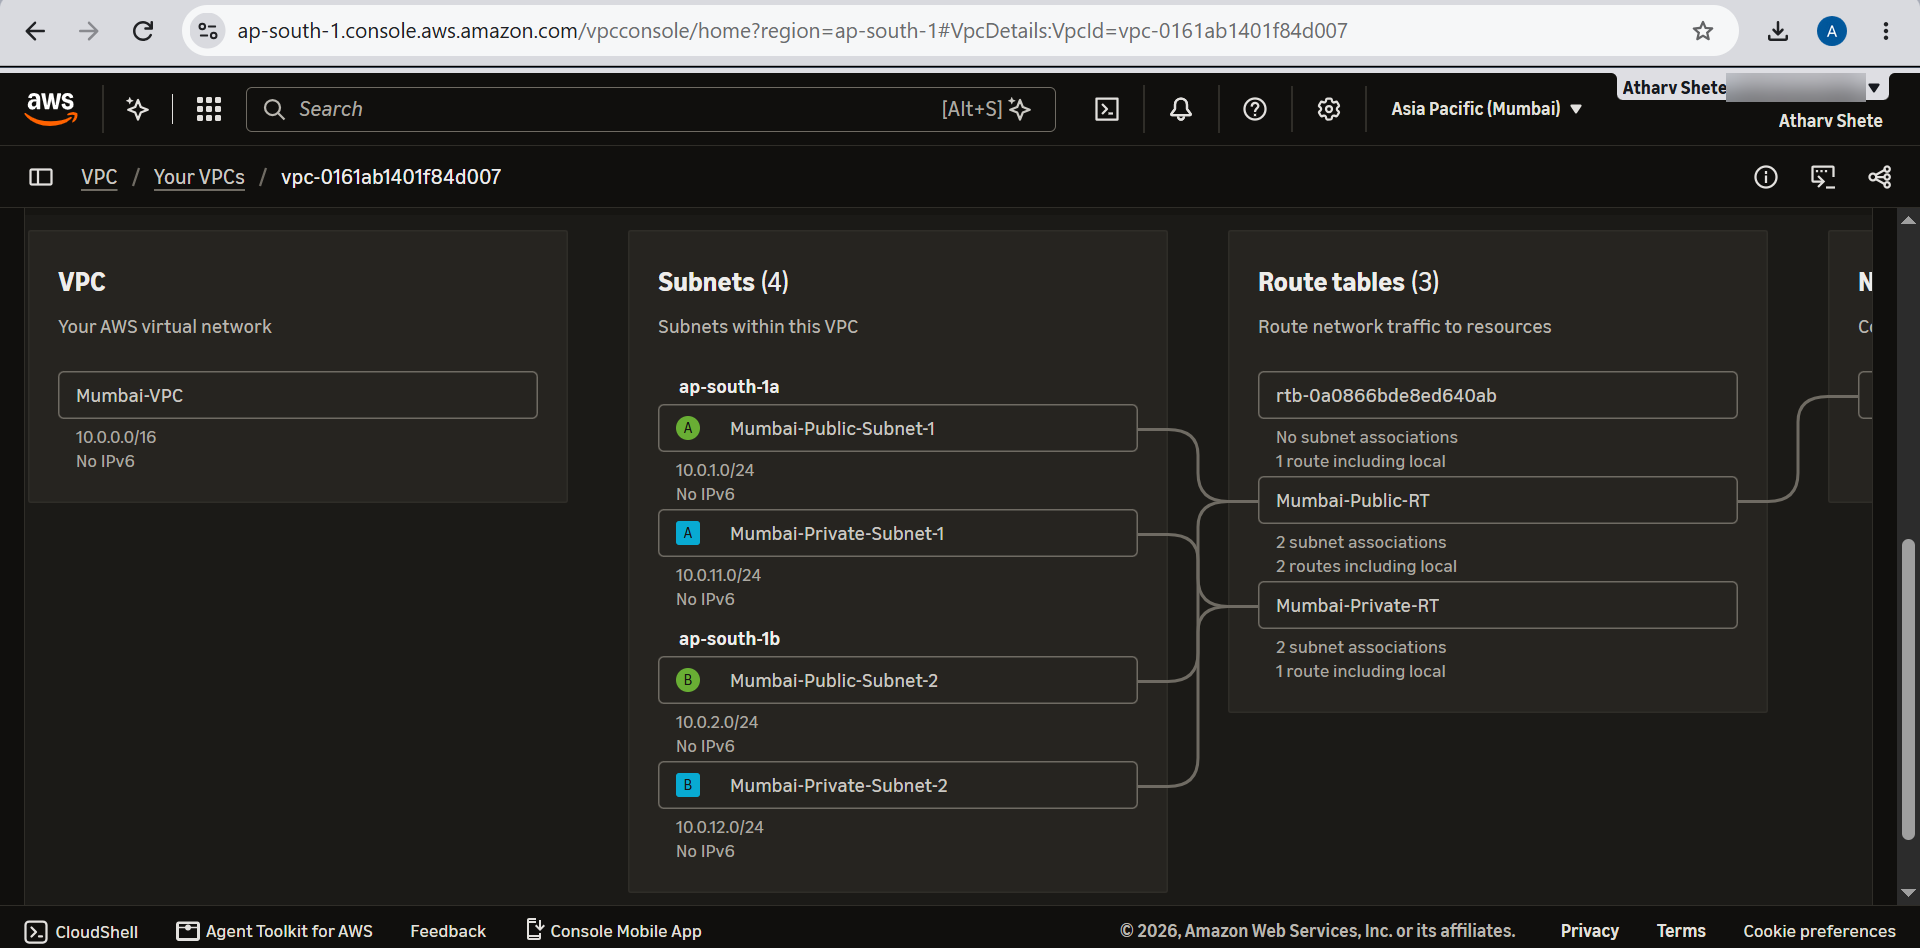 ap-south-1.console.aws.amazon.com/vpcconsole/home?region=ap-south-1#VpcDetails:VpcId=vpc-0161ab1401f84d007
A
aws
Search
[Alt+S]
Asia Pacific (Mumbai)
Atharv Shete
Atharv Shete
VPC / Your VPCs / vpc-0161ab1401f84d007
VPC
Your AWS virtual network
Mumbai-VPC
10.0.0.0/16
No IPv6
Subnets (4)
Subnets within this VPC
ap-south-1a
A Mumbai-Public-Subnet-1
10.0.1.0/24
No IPv6
A Mumbai-Private-Subnet-1
10.0.11.0/24
No IPv6
ap-south-1b
B Mumbai-Public-Subnet-2
10.0.2.0/24
No IPv6
B Mumbai-Private-Subnet-2
10.0.12.0/24
No IPv6
Route tables (3)
Route network traffic to resources
rtb-0a0866bde8ed640ab
No subnet associations
1 route including local
Mumbai-Public-RT
2 subnet associations
2 routes including local
Mumbai-Private-RT
2 subnet associations
1 route including local
CloudShell
Agent Toolkit for AWS
Feedback
Console Mobile App
© 2026, Amazon Web Services, Inc. or its affiliates.
Privacy
Terms
Cookie preferences